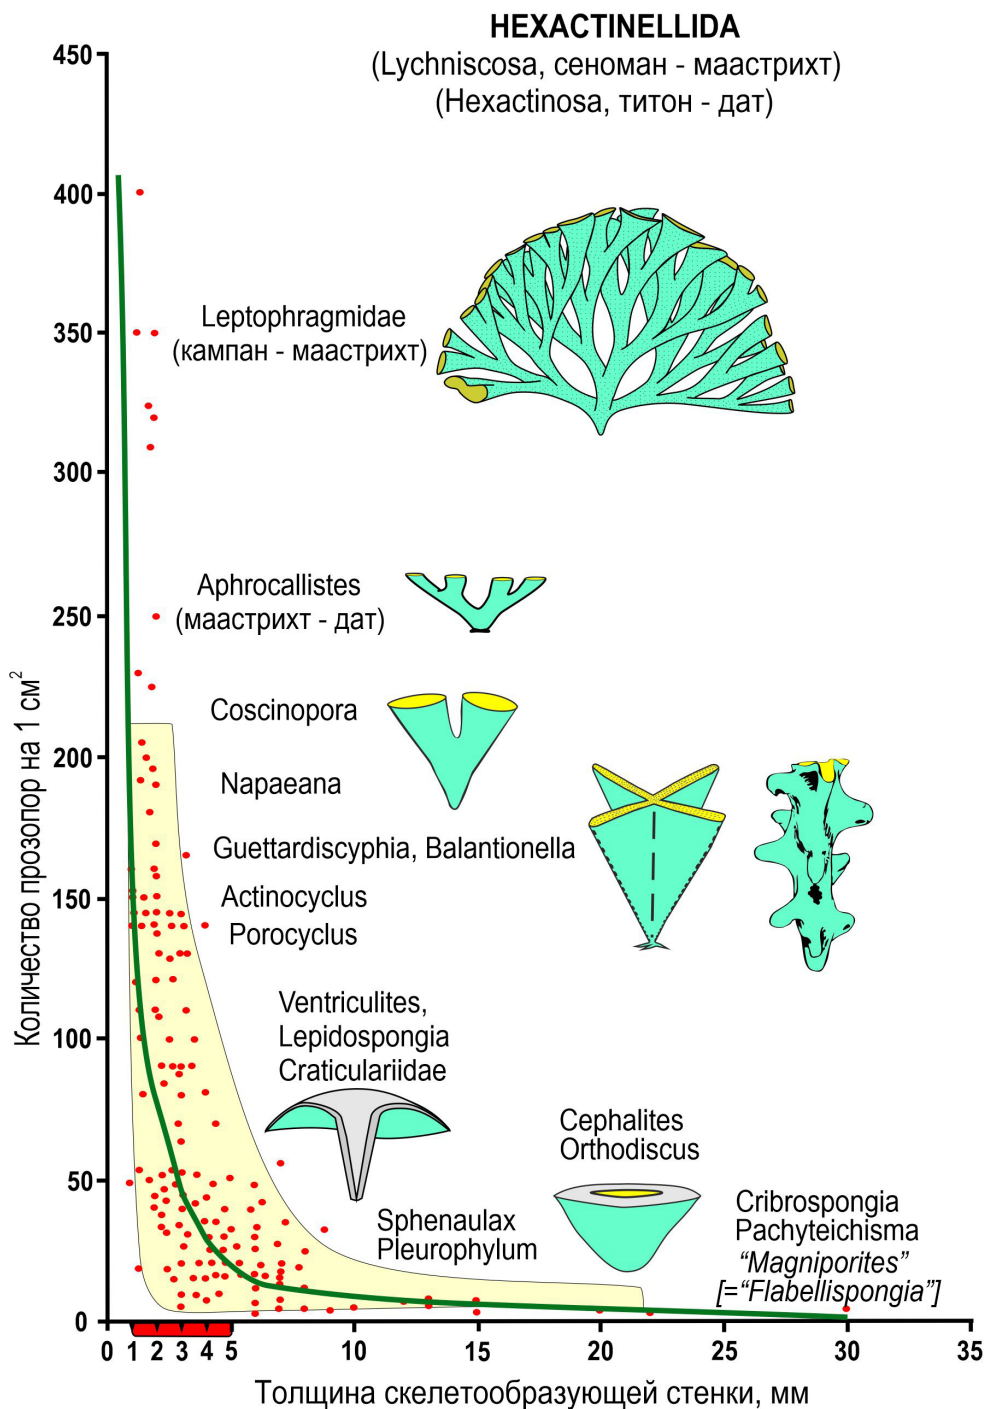 HEXACTINELLIDA
(Lychniscosa, сеноман - маастрихт)
(Hexactinosa, титон - дат)
450
400
350
300
250
200
150
100
50
0
Количество прозопор на 1 см²
Leptophragmidae
(кампан - маастрихт)
Aphrocallistes
(маастрихт - дат)
Coscinopora
Napaeana
Guettardiscyphia, Balantionella
Actinocyclus
Porocyclus
Ventriculites,
Lepidospongia
Craticulariidae
Cephalites
Orthodiscus
Sphenaulax
Pleurophylum
Cribrospongia
Pachyteichisma
“Magniporites”
[=“Flabellispongia”]
0 1 2 3 4 5 10 15 20 25 30 35
Толщина скелетообразующей стенки, мм